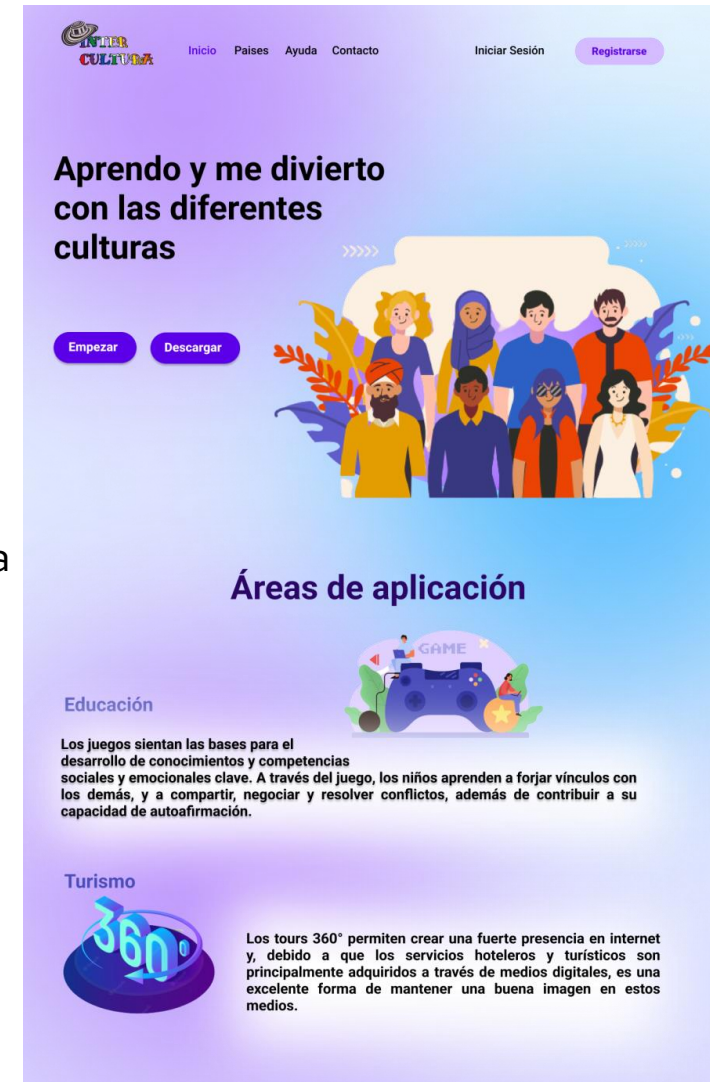 INTER
CULTURA
Inicio Paises Ayuda Contacto Iniciar Sesión Registrarse
Aprendo y me divierto
con las diferentes
culturas
Empezar Descargar
a
Áreas de aplicación
GAME
Educación
Los juegos sientan las bases para el
desarrollo de conocimientos y competencias
sociales y emocionales clave. A través del juego, los niños aprenden a forjar vínculos con
los demás, y a compartir, negociar y resolver conflictos, además de contribuir a su
capacidad de autoafirmación.
Turismo
360°
Los tours 360° permiten crear una fuerte presencia en internet
y, debido a que los servicios hoteleros y turísticos son
principalmente adquiridos a través de medios digitales, es una
excelente forma de mantener una buena imagen en estos
medios.